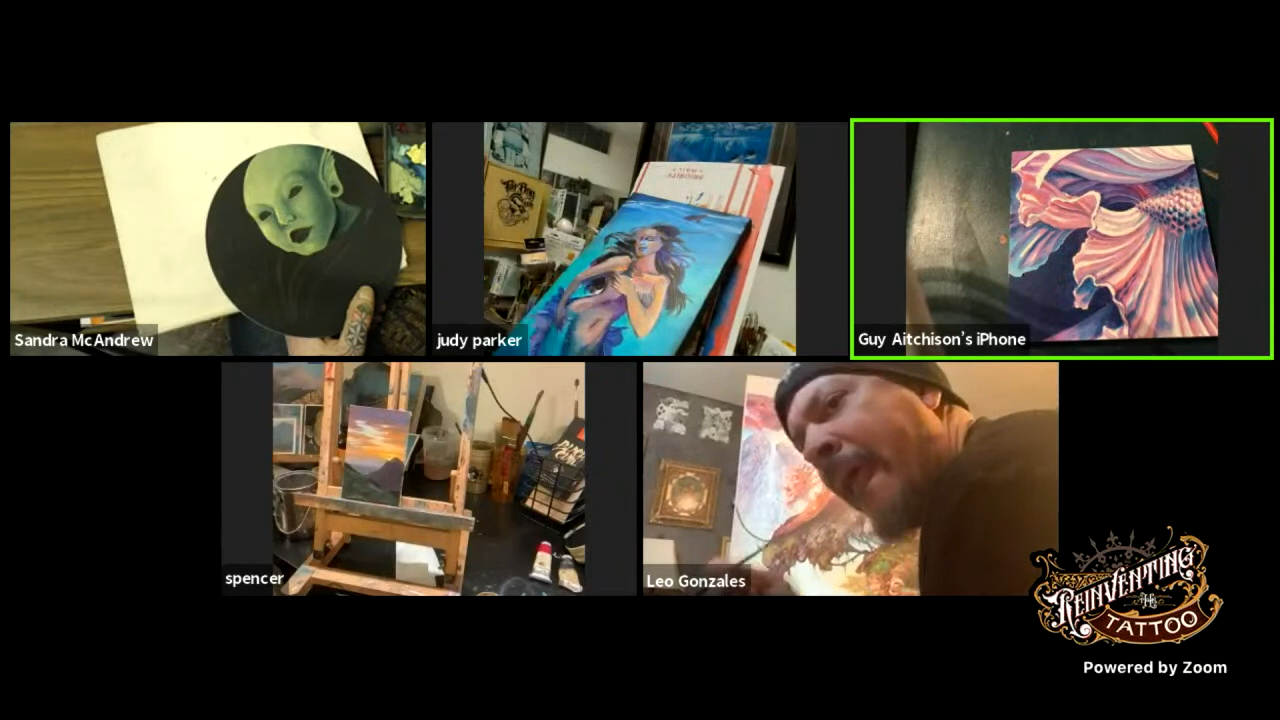 Sandra McAndrew
judy parker
Guy Aitchison's iPhone
spencer
Leo Gonzales
REINVENTING
THE
TATTOO
Powered by Zoom